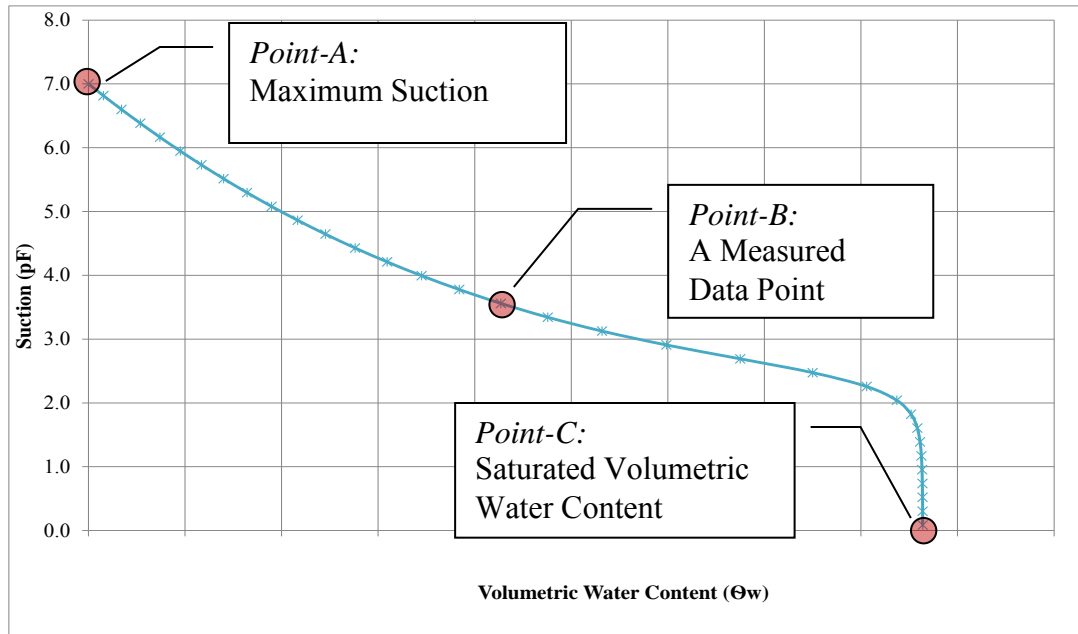 8.0
7.0
6.0
5.0
4.0
3.0
2.0
1.0
0.0
Suction (pF)
Point-A:
Maximum Suction
Point-B:
A Measured
Data Point
Point-C:
Saturated Volumetric
Water Content
Volumetric Water Content (Θw)